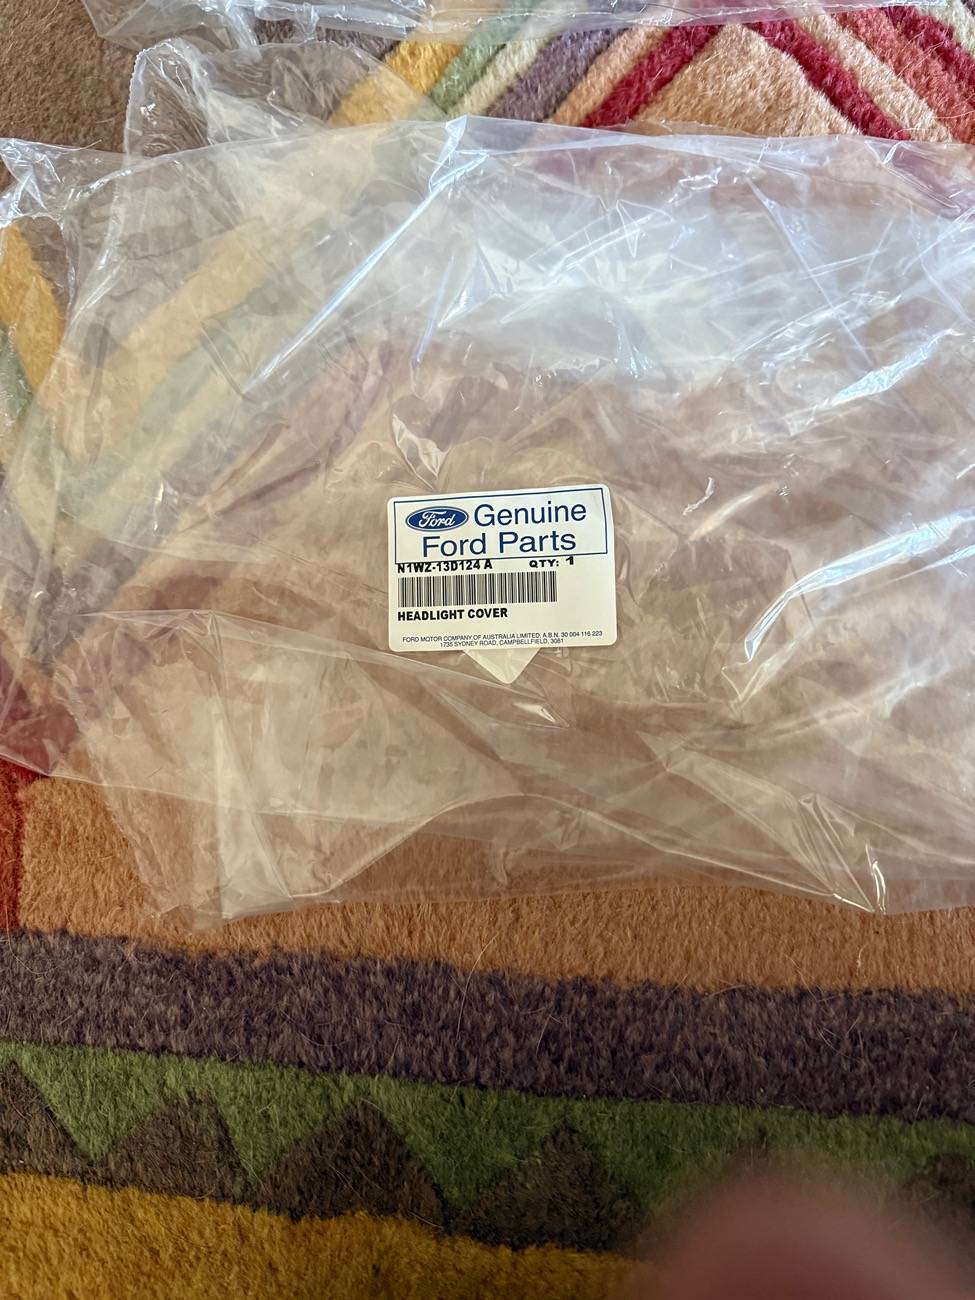 Ford Genuine
Ford Parts
N1WZ-13D124 A QTY: 1
HEADLIGHT COVER
FORD MOTOR COMPANY OF AUSTRALIA LIMITED. A.B.N. 30 004 116 223
1735 SYDNEY ROAD, CAMPBELLFIELD, 3061